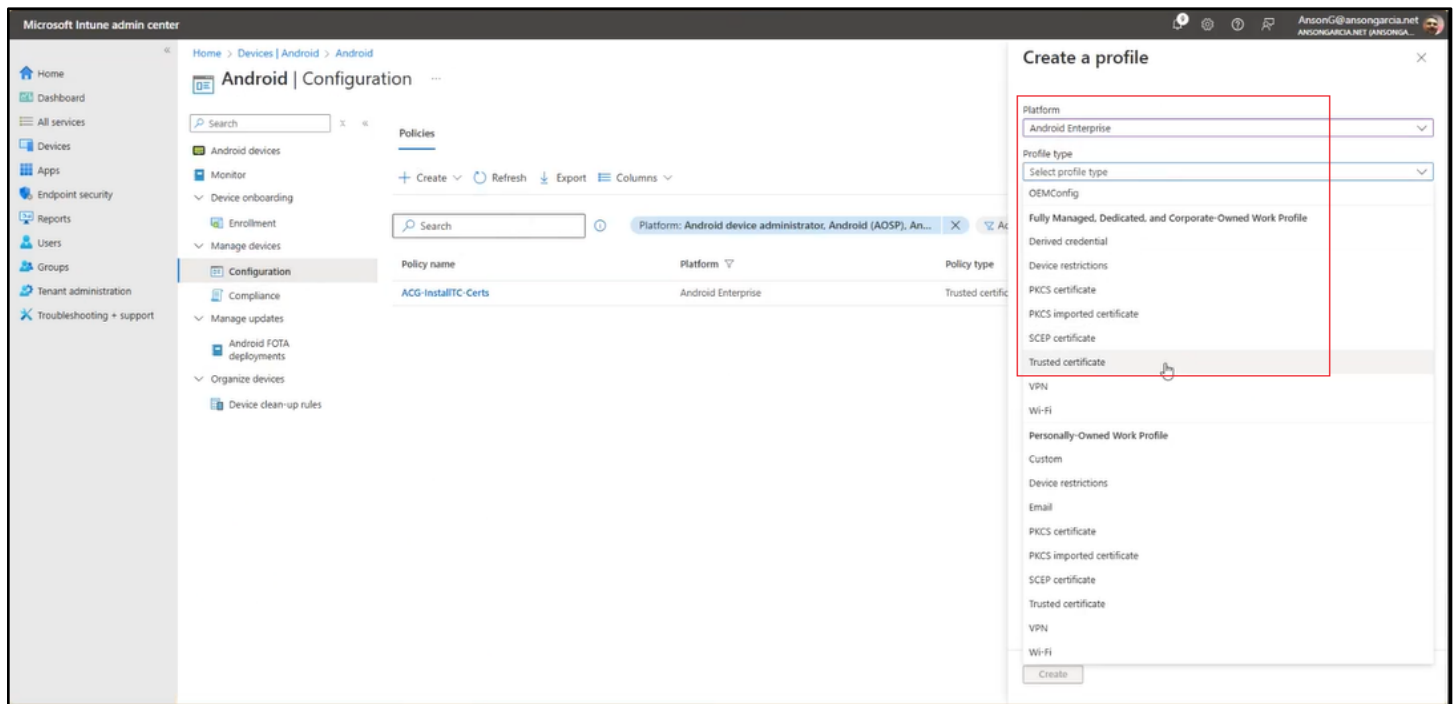 Microsoft Intune admin center
AnsonG@ansongarcia.net
ANSONGARCIA.NET (ANSONGA...
Home
Dashboard
All services
Devices
Apps
Endpoint security
Reports
Users
Groups
Tenant administration
Troubleshooting + support
Home > Devices | Android > Android
Android | Configuration ...
Search
Android devices
Monitor
Device onboarding
Enrollment
Manage devices
Configuration
Compliance
Manage updates
Android FOTA
deployments
Organize devices
Device clean-up rules
Policies
Create Refresh Export Columns
Search
Platform: Android device administrator, Android (AOSP), An...
Ac
Policy name Platform Policy type
ACG-InstallTC-Certs Android Enterprise Trusted certific
Create a profile
Platform
Android Enterprise
Profile type
Select profile type
OEMConfig
Fully Managed, Dedicated, and Corporate-Owned Work Profile
Derived credential
Device restrictions
PKCS certificate
PKCS imported certificate
SCEP certificate
Trusted certificate
VPN
Wi-Fi
Personally-Owned Work Profile
Custom
Device restrictions
Email
PKCS certificate
PKCS imported certificate
SCEP certificate
Trusted certificate
VPN
Wi-Fi
Create